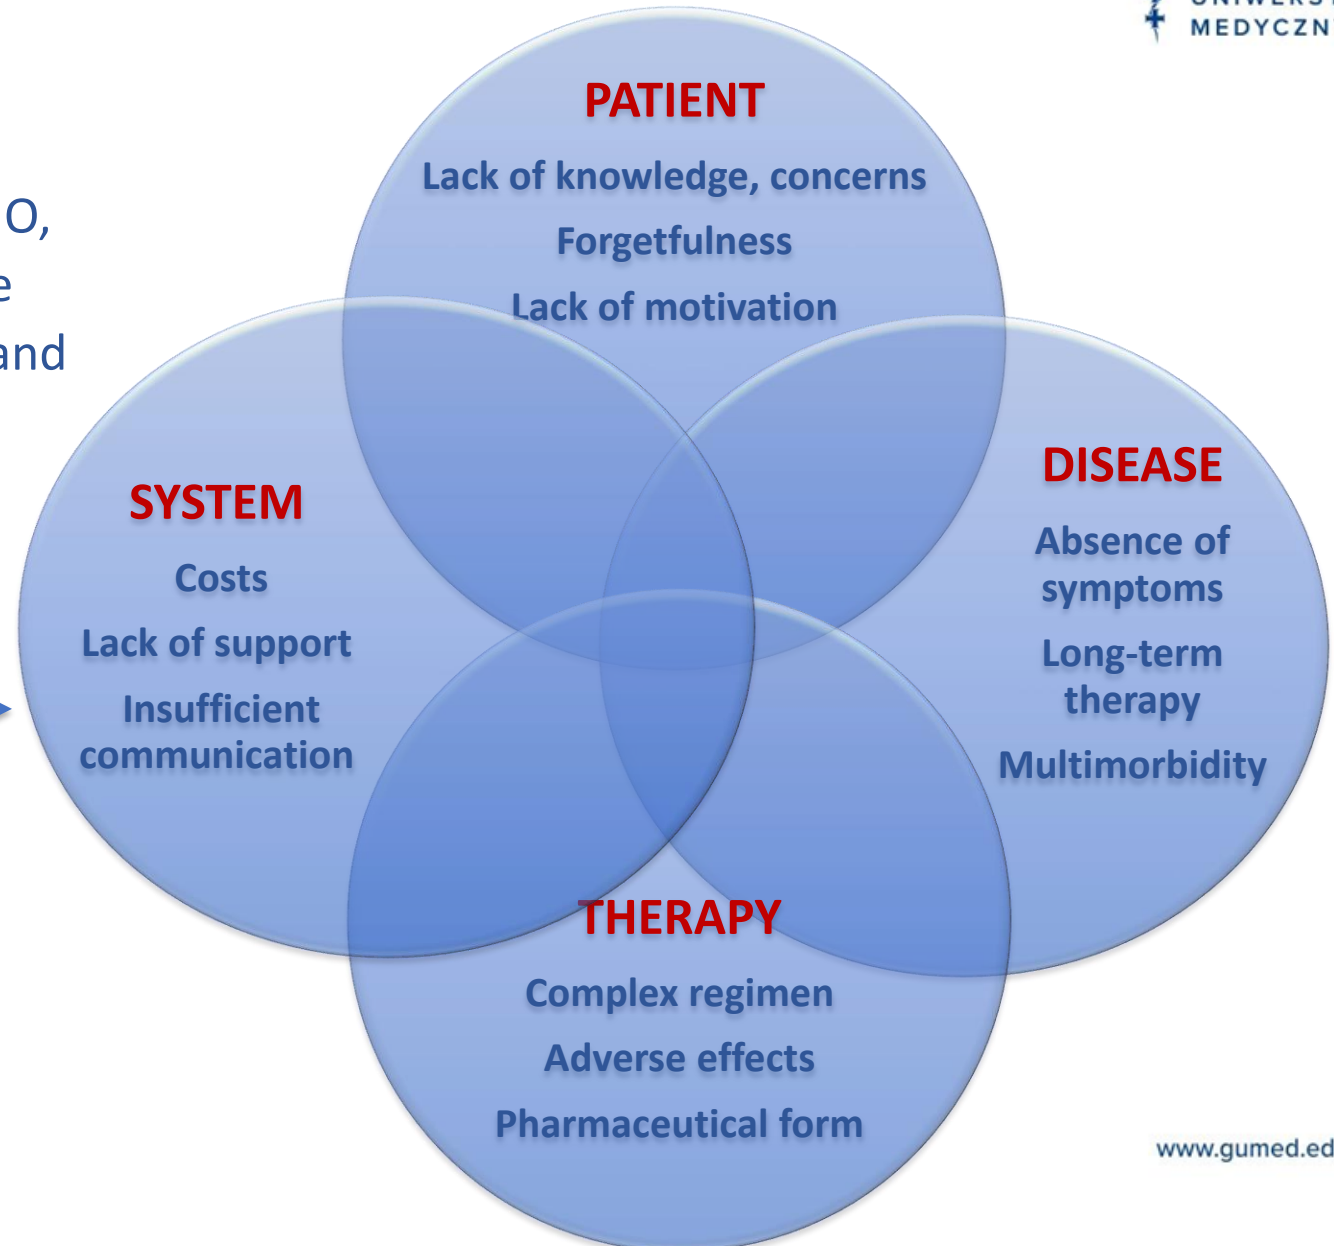 MEDYCZN
PATIENT
Lack of knowledge, concerns
Forgetfulness
Lack of motivation
O,
e
and
SYSTEM
Costs
Lack of support
Insufficient
communication
DISEASE
Absence of
symptoms
Long-term
therapy
Multimorbidity
THERAPY
Complex regimen
Adverse effects
Pharmaceutical form
www.gumed.ed